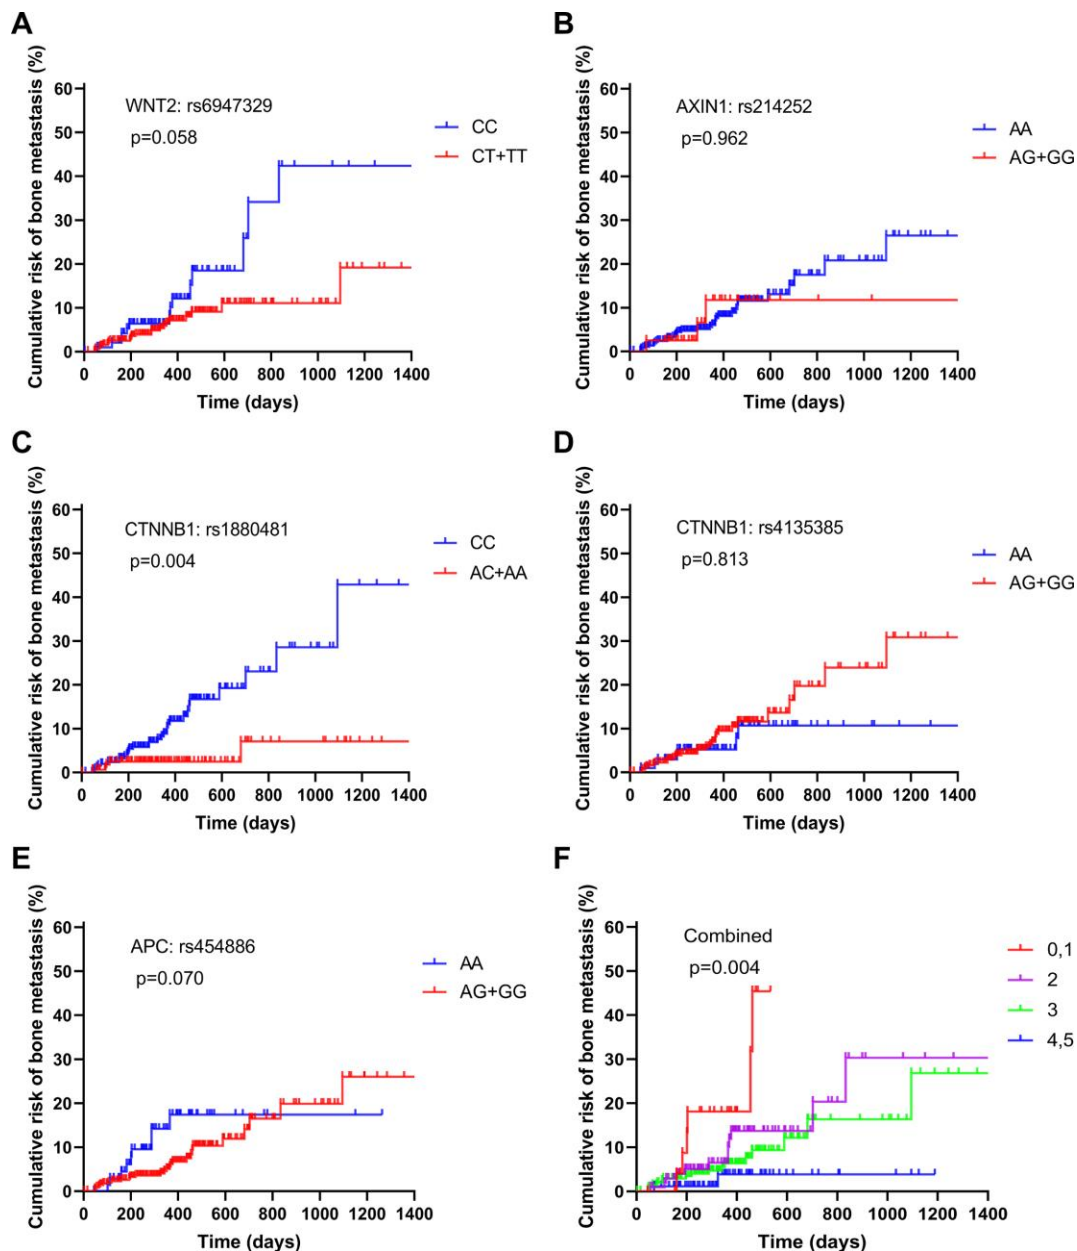 A
Cumulative risk of bone metastasis (%)
60
50
40
30
20
10
0
WNT2: rs6947329
p=0.058
CC
CT+TT
0 200 400 600 800 1000 1200 1400
Time (days)
B
Cumulative risk of bone metastasis (%)
60
50
40
30
20
10
0
AXIN1: rs214252
p=0.962
AA
AG+GG
0 200 400 600 800 1000 1200 1400
Time (days)
C
Cumulative risk of bone metastasis (%)
60
50
40
30
20
10
0
CTNNB1: rs1880481
p=0.004
CC
AC+AA
0 200 400 600 800 1000 1200 1400
Time (days)
D
Cumulative risk of bone metastasis (%)
60
50
40
30
20
10
0
CTNNB1: rs4135385
p=0.813
AA
AG+GG
0 200 400 600 800 1000 1200 1400
Time (days)
E
Cumulative risk of bone metastasis (%)
60
50
40
30
20
10
0
APC: rs454886
p=0.070
AA
AG+GG
0 200 400 600 800 1000 1200 1400
Time (days)
F
Cumulative risk of bone metastasis (%)
60
50
40
30
20
10
0
Combined
p=0.004
0,1
2
3
4,5
0 200 400 600 800 1000 1200 1400
Time (days)